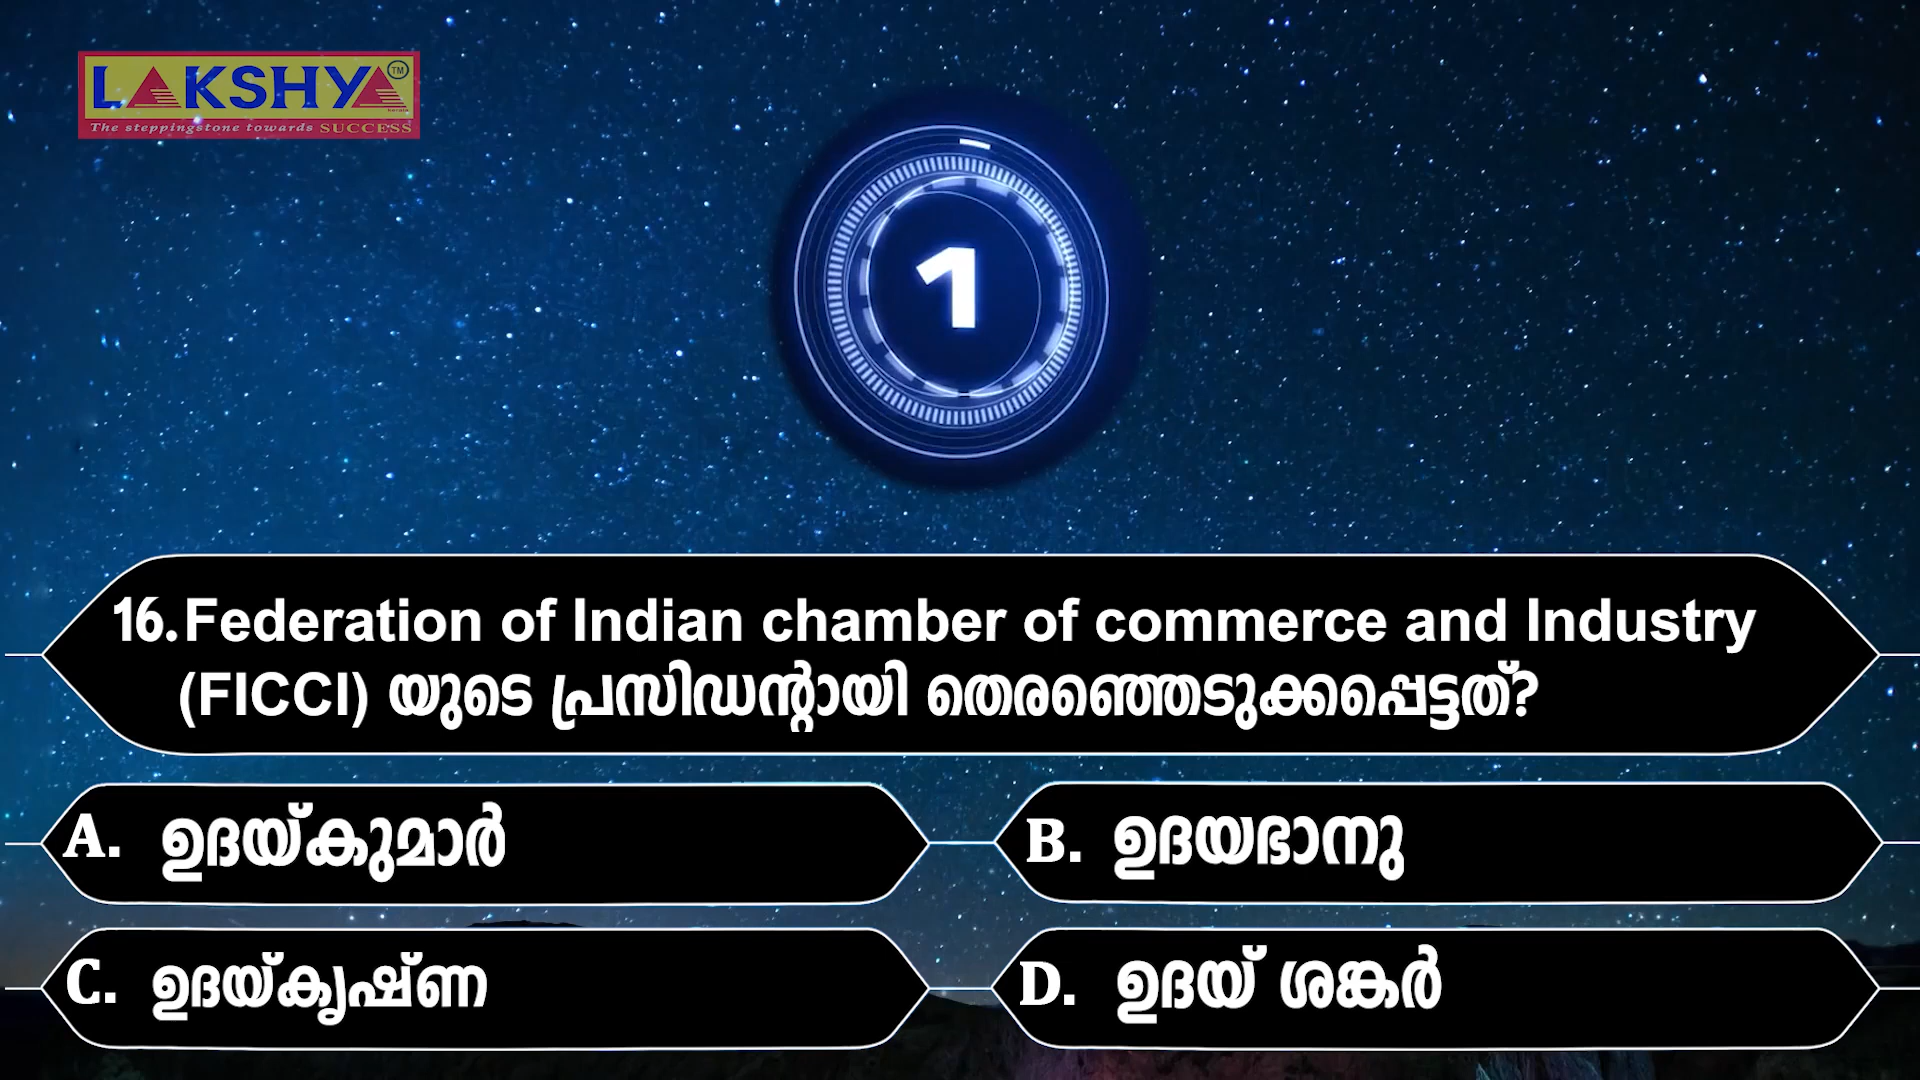 LAKSHYA TM
The steppingstone towards SUCCESS
1
16. Federation of Indian chamber of commerce and Industry
(FICCI) യുടെ പ്രസിഡന്റായി തെരഞ്ഞെടുക്കപ്പെട്ടത്?
A. ഉദയ്കുമാർ
B. ഉദയഭാനു
C. ഉദയ്കൃഷ്ണ
D. ഉദയ് ശങ്കർ